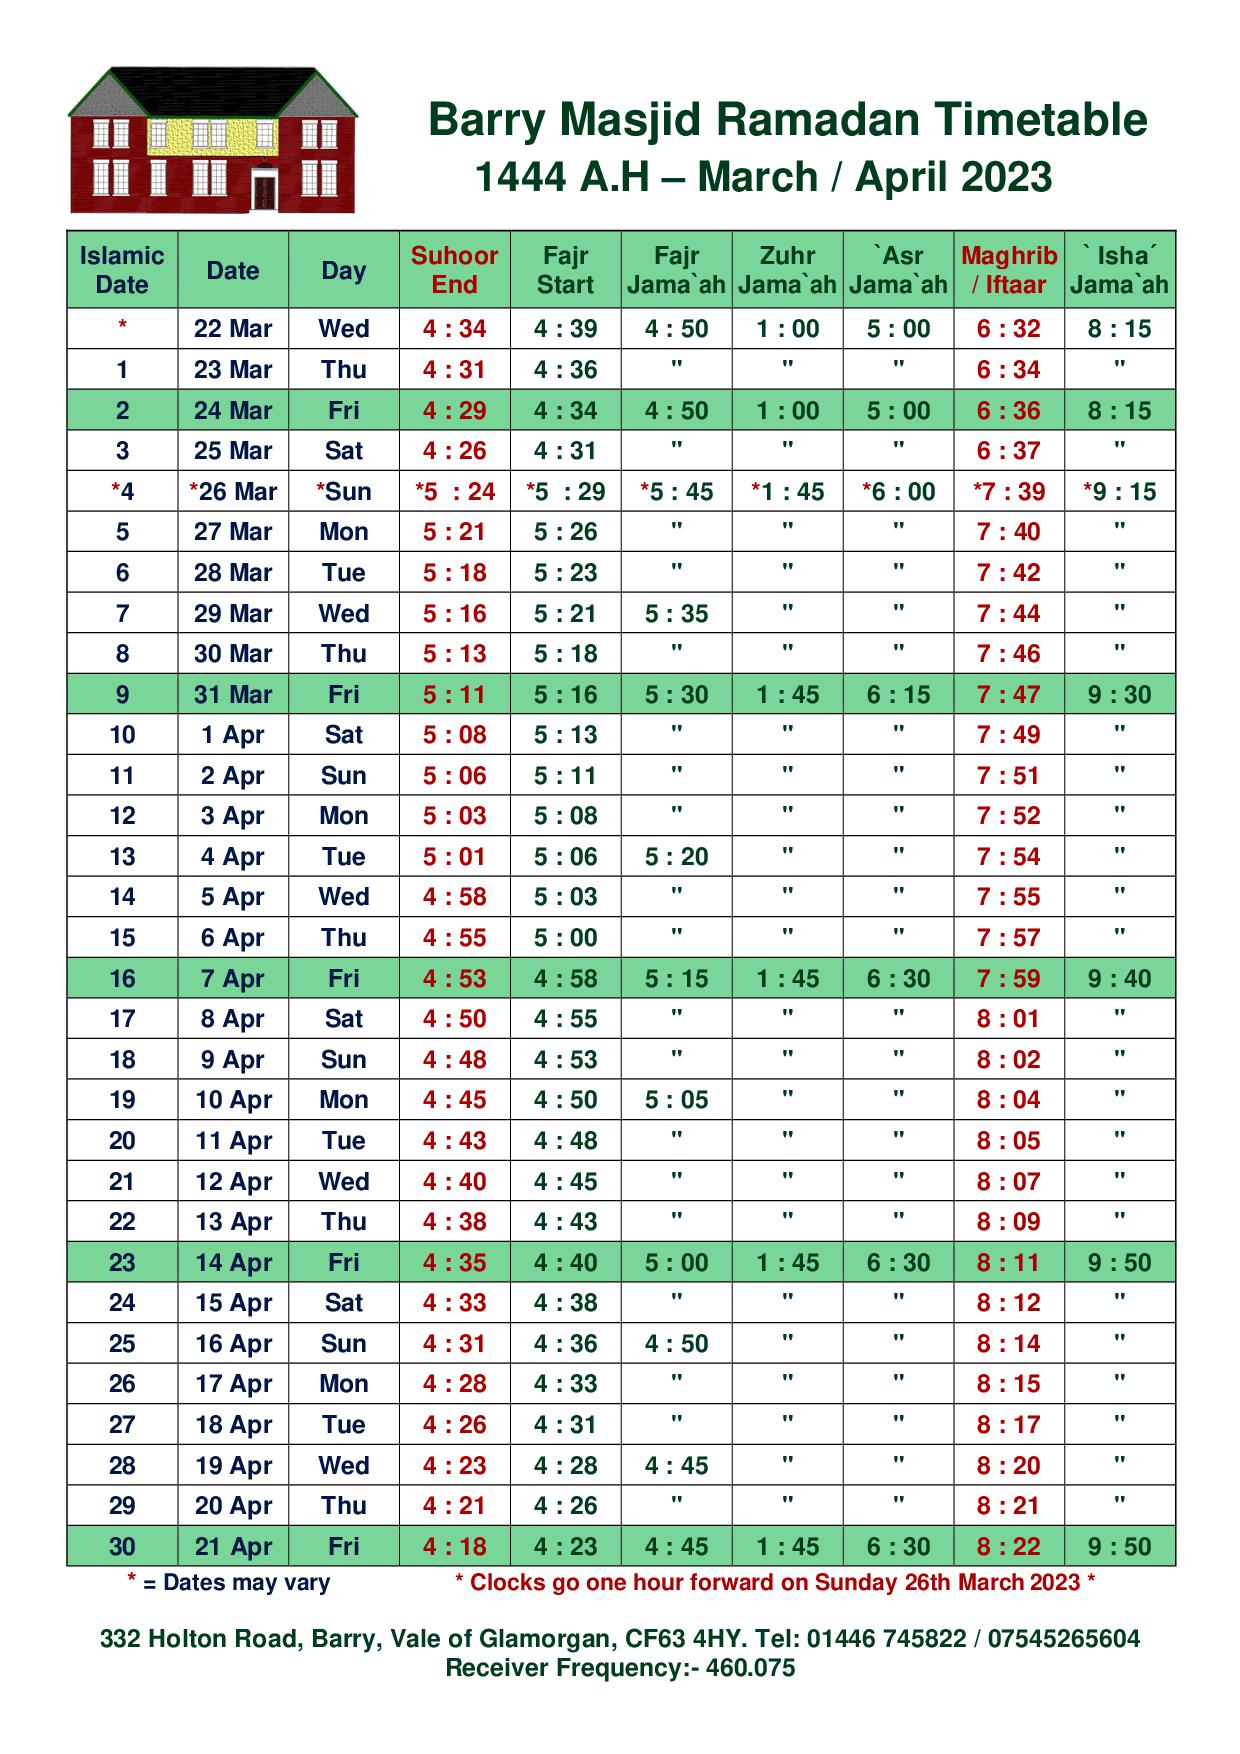 Barry Masjid Ramadan Timetable
1444 A.H – March / April 2023
Islamic Date Date Day Suhoor End Fajr Start Fajr Jama`ah Zuhr Jama`ah `Asr Jama`ah Maghrib / Iftaar ` Isha´ Jama`ah
* 22 Mar Wed 4 : 34 4 : 39 4 : 50 1 : 00 5 : 00 6 : 32 8 : 15
1 23 Mar Thu 4 : 31 4 : 36 " " " 6 : 34 "
2 24 Mar Fri 4 : 29 4 : 34 4 : 50 1 : 00 5 : 00 6 : 36 8 : 15
3 25 Mar Sat 4 : 26 4 : 31 " " " 6 : 37 "
*4 *26 Mar *Sun *5 : 24 *5 : 29 *5 : 45 *1 : 45 *6 : 00 *7 : 39 *9 : 15
5 27 Mar Mon 5 : 21 5 : 26 " " " 7 : 40 "
6 28 Mar Tue 5 : 18 5 : 23 " " " 7 : 42 "
7 29 Mar Wed 5 : 16 5 : 21 5 : 35 " " 7 : 44 "
8 30 Mar Thu 5 : 13 5 : 18 " " " 7 : 46 "
9 31 Mar Fri 5 : 11 5 : 16 5 : 30 1 : 45 6 : 15 7 : 47 9 : 30
10 1 Apr Sat 5 : 08 5 : 13 " " " 7 : 49 "
11 2 Apr Sun 5 : 06 5 : 11 " " " 7 : 51 "
12 3 Apr Mon 5 : 03 5 : 08 " " " 7 : 52 "
13 4 Apr Tue 5 : 01 5 : 06 5 : 20 " " 7 : 54 "
14 5 Apr Wed 4 : 58 5 : 03 " " " 7 : 55 "
15 6 Apr Thu 4 : 55 5 : 00 " " " 7 : 57 "
16 7 Apr Fri 4 : 53 4 : 58 5 : 15 1 : 45 6 : 30 7 : 59 9 : 40
17 8 Apr Sat 4 : 50 4 : 55 " " " 8 : 01 "
18 9 Apr Sun 4 : 48 4 : 53 " " " 8 : 02 "
19 10 Apr Mon 4 : 45 4 : 50 5 : 05 " " 8 : 04 "
20 11 Apr Tue 4 : 43 4 : 48 " " " 8 : 05 "
21 12 Apr Wed 4 : 40 4 : 45 " " " 8 : 07 "
22 13 Apr Thu 4 : 38 4 : 43 " " " 8 : 09 "
23 14 Apr Fri 4 : 35 4 : 40 5 : 00 1 : 45 6 : 30 8 : 11 9 : 50
24 15 Apr Sat 4 : 33 4 : 38 " " " 8 : 12 "
25 16 Apr Sun 4 : 31 4 : 36 4 : 50 " " 8 : 14 "
26 17 Apr Mon 4 : 28 4 : 33 " " " 8 : 15 "
27 18 Apr Tue 4 : 26 4 : 31 " " " 8 : 17 "
28 19 Apr Wed 4 : 23 4 : 28 4 : 45 " " 8 : 20 "
29 20 Apr Thu 4 : 21 4 : 26 " " " 8 : 21 "
30 21 Apr Fri 4 : 18 4 : 23 4 : 45 1 : 45 6 : 30 8 : 22 9 : 50
* = Dates may vary * Clocks go one hour forward on Sunday 26th March 2023 *
332 Holton Road, Barry, Vale of Glamorgan, CF63 4HY. Tel: 01446 745822 / 07545265604
Receiver Frequency:- 460.075